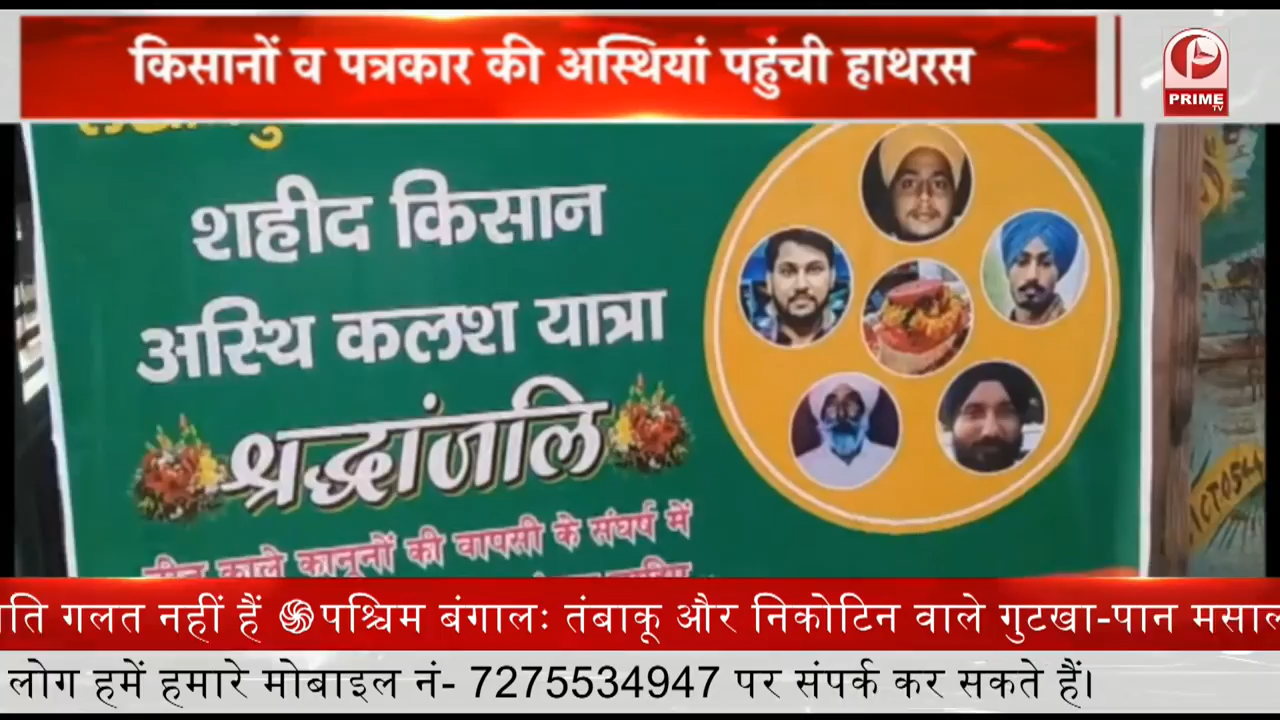 किसानों व पत्रकार की अस्थियां पहुंची हाथरस
PRIME
TV
शहीद किसान
अस्थि कलश यात्रा
श्रद्धांजलि
काले कानूनों की वापसी के संघर्ष में
गलत नहीं हैं पश्चिम बंगालः तंबाकू और निकोटिन वाले गुटखा-पान मसाल
लोग हमें हमारे मोबाइल नं- 7275534947 पर संपर्क कर सकते हैं।